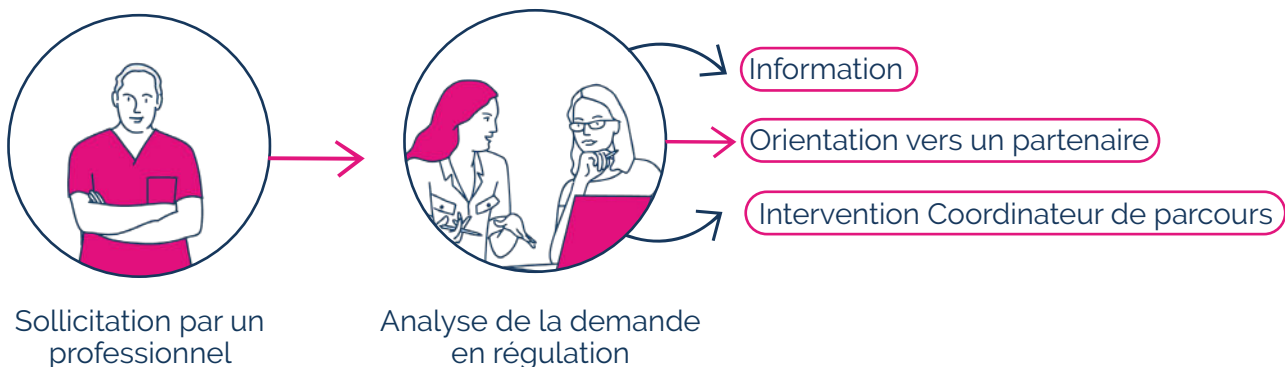 Information
Orientation vers un partenaire
Intervention Coordinateur de parcours
Sollicitation par un
professionnel
Analyse de la demande
en régulation